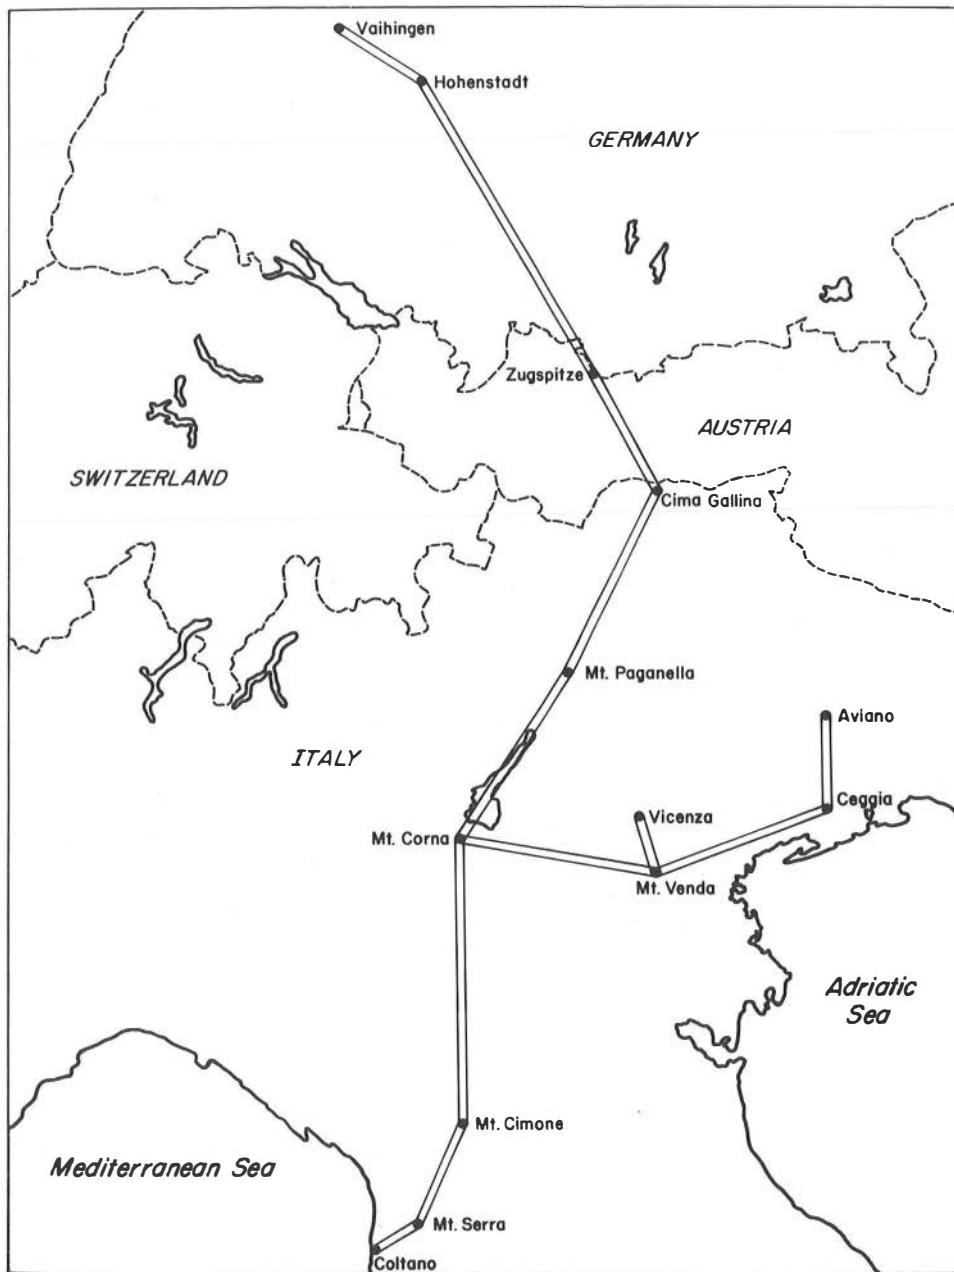 Vaihingen
Hohenstadt
GERMANY
Zugspitze
AUSTRIA
SWITZERLAND
Cima Gallina
Mt. Paganella
Aviano
ITALY
Ceggia
Vicenza
Mt. Corna
Mt. Venda
Adriatic
Sea
Mt. Cimone
Mediterranean Sea
Mt. Serra
Coltano